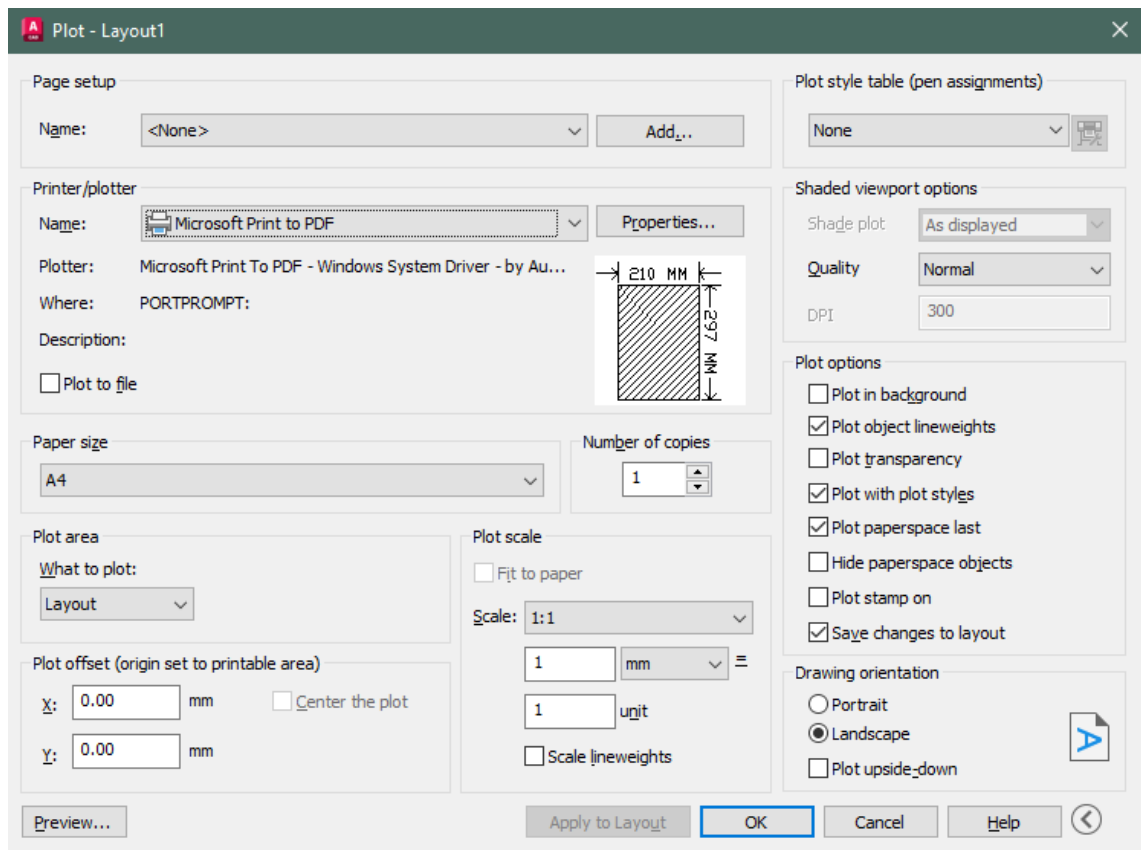 A CAD Plot - Layout1
Page setup
Name: <None> Add...
Plot style table (pen assignments)
None
Printer/plotter
Name: Microsoft Print to PDF Properties...
Plotter: Microsoft Print To PDF - Windows System Driver - by Au...
Where: PORTPROMPT:
Description:
Plot to file
210 MM
297 MM
Shaded viewport options
Shade plot As displayed
Quality Normal
DPI 300
Paper size
A4
Number of copies
1
Plot options
Plot in background
Plot object lineweights
Plot transparency
Plot with plot styles
Plot paperspace last
Hide paperspace objects
Plot stamp on
Save changes to layout
Plot area
What to plot:
Layout
Plot scale
Fit to paper
Scale: 1:1
1 mm =
1 unit
Scale lineweights
Plot offset (origin set to printable area)
X: 0.00 mm Center the plot
Y: 0.00 mm
Drawing orientation
Portrait
Landscape
Plot upside-down
A
Preview... Apply to Layout OK Cancel Help